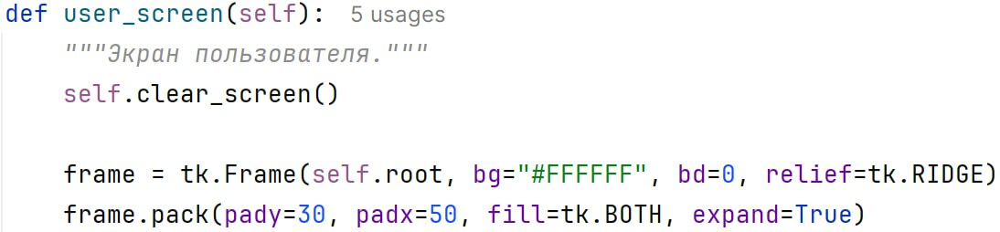 def user_screen(self): 5 usages
"""Экран пользователя."""
self.clear_screen()
frame = tk.Frame(self.root, bg="#FFFFFF", bd=0, relief=tk.RIDGE)
frame.pack(pady=30, padx=50, fill=tk.BOTH, expand=True)